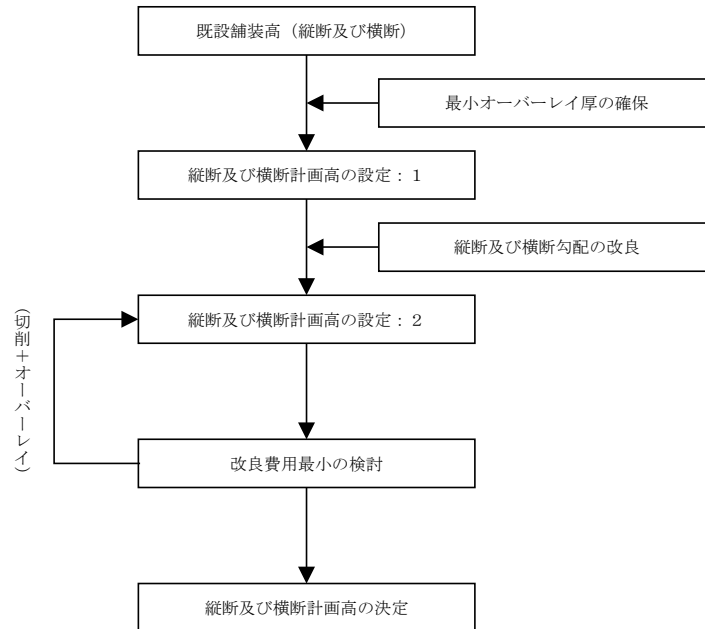 既設舗装高（縦断及び横断）
最小オーバーレイ厚の確保
縦断及び横断計画高の設定：１
縦断及び横断勾配の改良
縦断及び横断計画高の設定：２
（切削＋オーバーレイ）
改良費用最小の検討
縦断及び横断計画高の決定